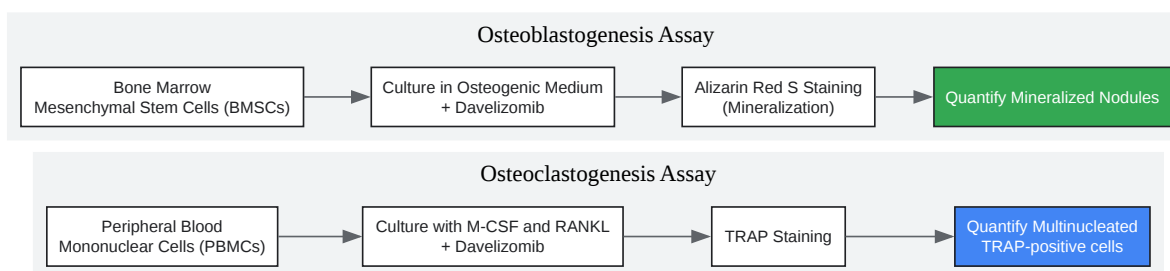 Osteoblastogenesis Assay
Bone Marrow
Mesenchymal Stem Cells (BMSCs)
Culture in Osteogenic Medium
+ Davelizomib
Alizarin Red S Staining
(Mineralization)
Quantify Mineralized Nodules
Osteoclastogenesis Assay
Peripheral Blood
Mononuclear Cells (PBMCs)
Culture with M-CSF and RANKL
+ Davelizomib
TRAP Staining
Quantify Multinucleated
TRAP-positive cells